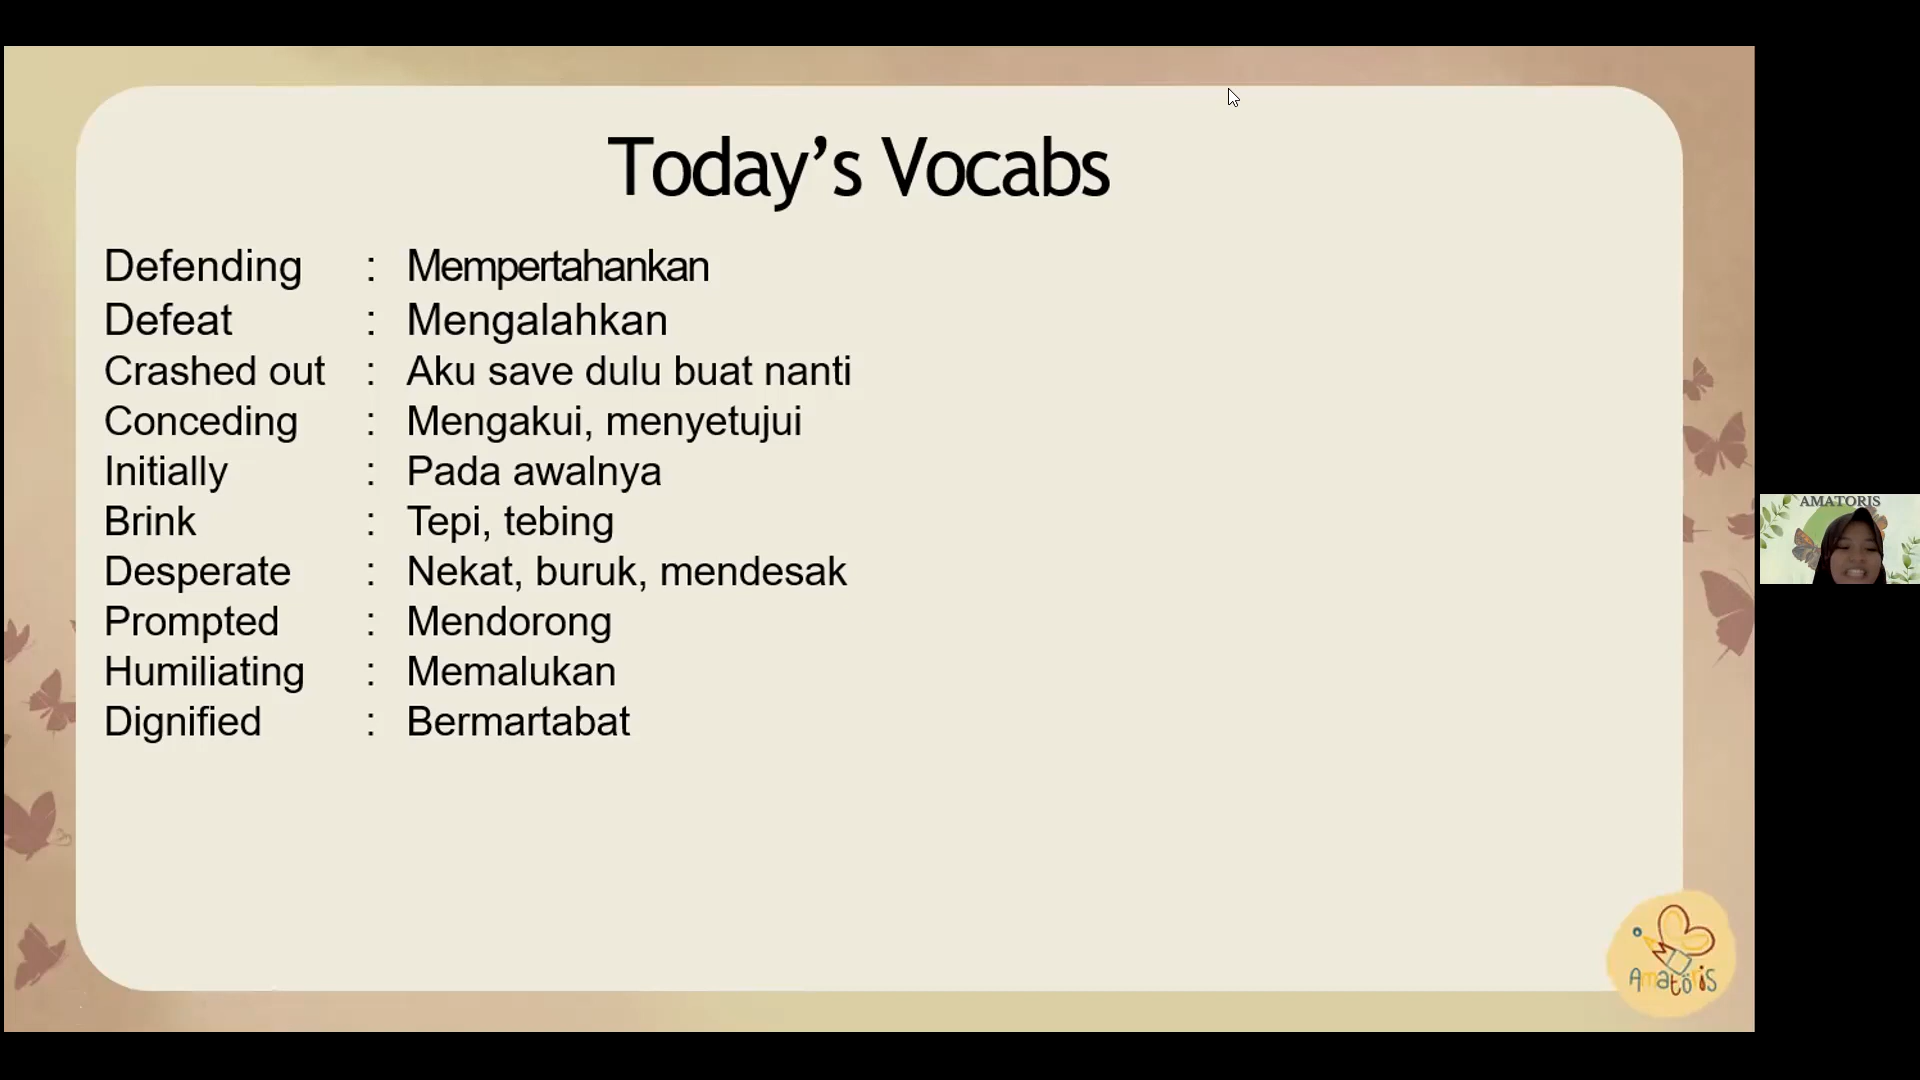 Today’s Vocabs
Defending : Mempertahankan
Defeat : Mengalahkan
Crashed out : Aku save dulu buat nanti
Conceding : Mengakui, menyetujui
Initially : Pada awalnya
Brink : Tepi, tebing
Desperate : Nekat, buruk, mendesak
Prompted : Mendorong
Humiliating : Memalukan
Dignified : Bermartabat
AMATORIS
Amatöris